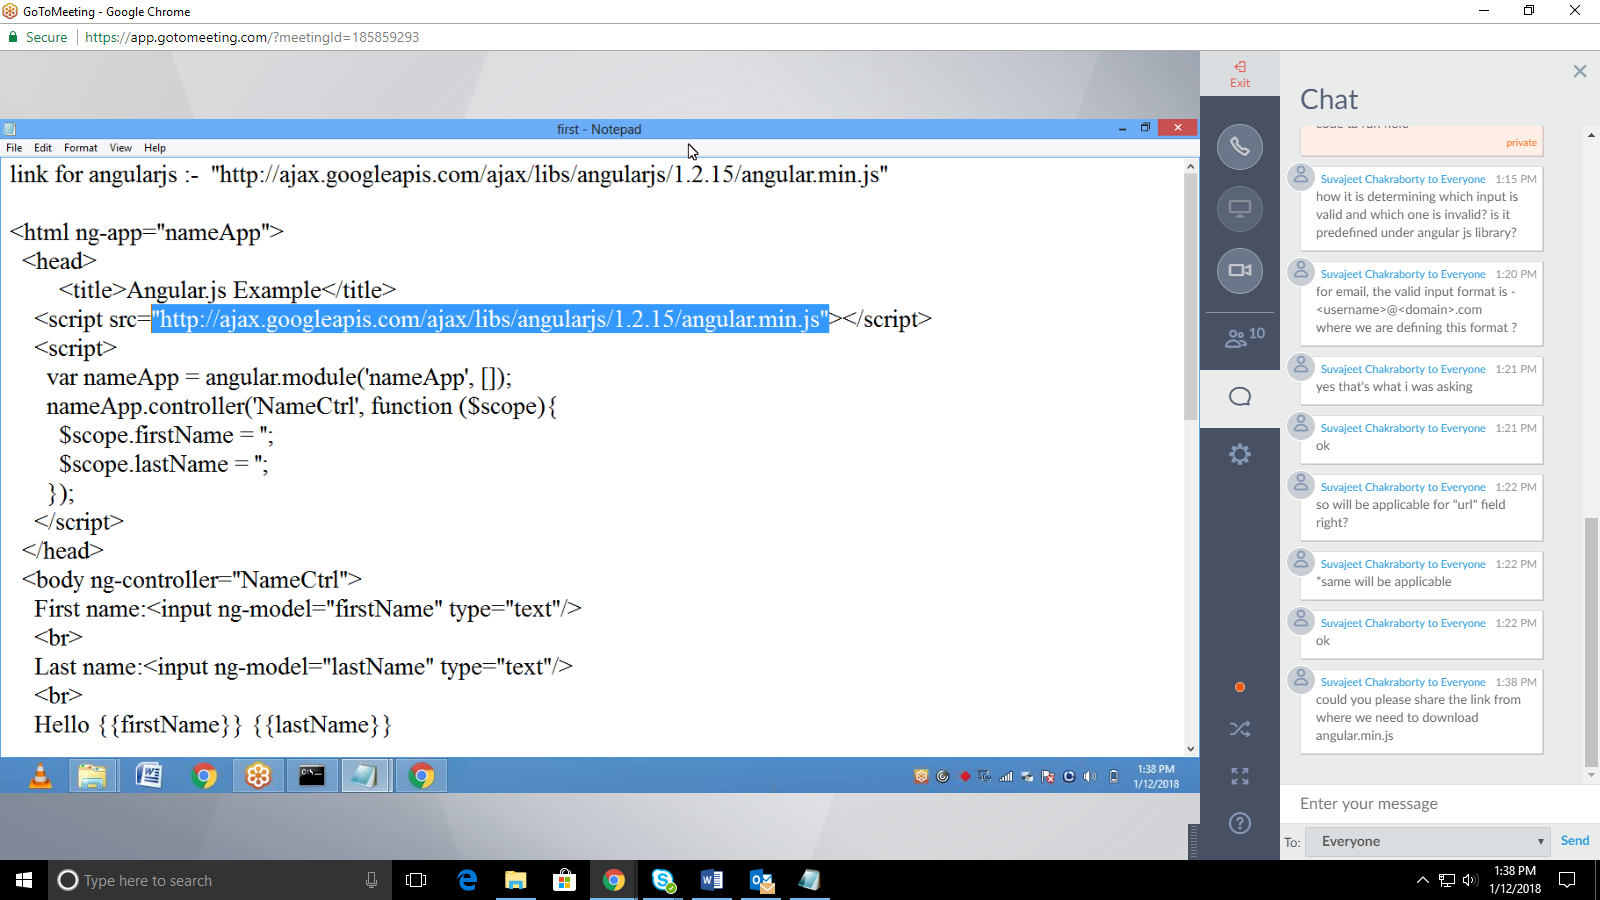 GoToMeeting - Google Chrome
Secure
https://app.gotomeeting.com/?meetingId=185859293
first - Notepad
File Edit Format View Help
link for angularjs :-  "http://ajax.googleapis.com/ajax/libs/angularjs/1.2.15/angular.min.js"
<html ng-app="nameApp">
<head>
<title>Angular.js Example</title>
<script src="http://ajax.googleapis.com/ajax/libs/angularjs/1.2.15/angular.min.js"></script>
<script>
var nameApp = angular.module('nameApp', []);
nameApp.controller('NameCtrl', function ($scope){
$scope.firstName = '';
$scope.lastName = '';
});
</script>
</head>
<body ng-controller="NameCtrl">
First name:<input ng-model="firstName" type="text"/>
<br>
Last name:<input ng-model="lastName" type="text"/>
<br>
Hello {{firstName}} {{lastName}}
1:38 PM
1/12/2018
Exit
10
Chat
private
Suvajeet Chakraborty to Everyone 1:15 PM
how it is determining which input is
valid and which one is invalid? is it
predefined under angular js library?
Suvajeet Chakraborty to Everyone 1:20 PM
for email, the valid input format is -
<username>@<domain>.com
where we are defining this format ?
Suvajeet Chakraborty to Everyone 1:21 PM
yes that's what i was asking
Suvajeet Chakraborty to Everyone 1:21 PM
ok
Suvajeet Chakraborty to Everyone 1:22 PM
so will be applicable for "url" field
right?
Suvajeet Chakraborty to Everyone 1:22 PM
*same will be applicable
Suvajeet Chakraborty to Everyone 1:22 PM
ok
Suvajeet Chakraborty to Everyone 1:38 PM
could you please share the link from
where we need to download
angular.min.js
Enter your message
To: Everyone Send
Type here to search
1:38 PM
1/12/2018